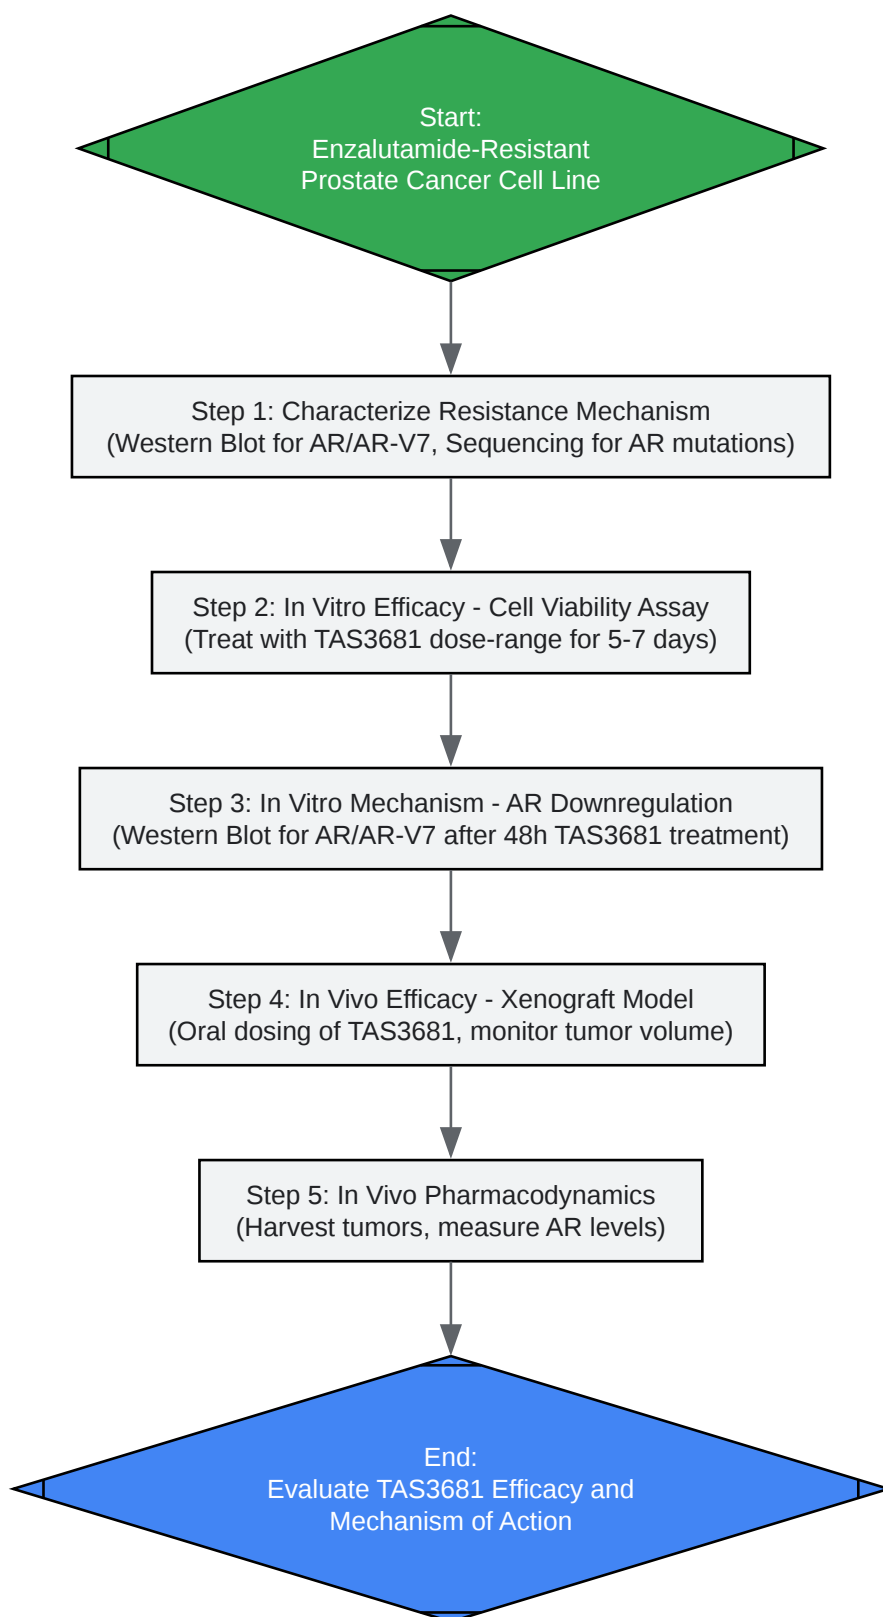 Start:
Enzalutamide-Resistant
Prostate Cancer Cell Line
Step 1: Characterize Resistance Mechanism
(Western Blot for AR/AR-V7, Sequencing for AR mutations)
Step 2: In Vitro Efficacy - Cell Viability Assay
(Treat with TAS3681 dose-range for 5-7 days)
Step 3: In Vitro Mechanism - AR Downregulation
(Western Blot for AR/AR-V7 after 48h TAS3681 treatment)
Step 4: In Vivo Efficacy - Xenograft Model
(Oral dosing of TAS3681, monitor tumor volume)
Step 5: In Vivo Pharmacodynamics
(Harvest tumors, measure AR levels)
End:
Evaluate TAS3681 Efficacy and
Mechanism of Action